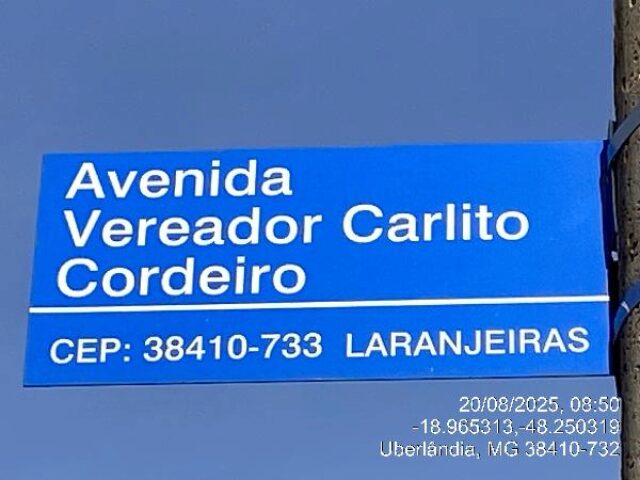 Avenida
Vereador Carlito
Cordeiro
CEP: 38410-733 LARANJEIRAS
20/08/2025, 08:50
-18.965313,-48.250319
Uberlândia, MG 38410-732